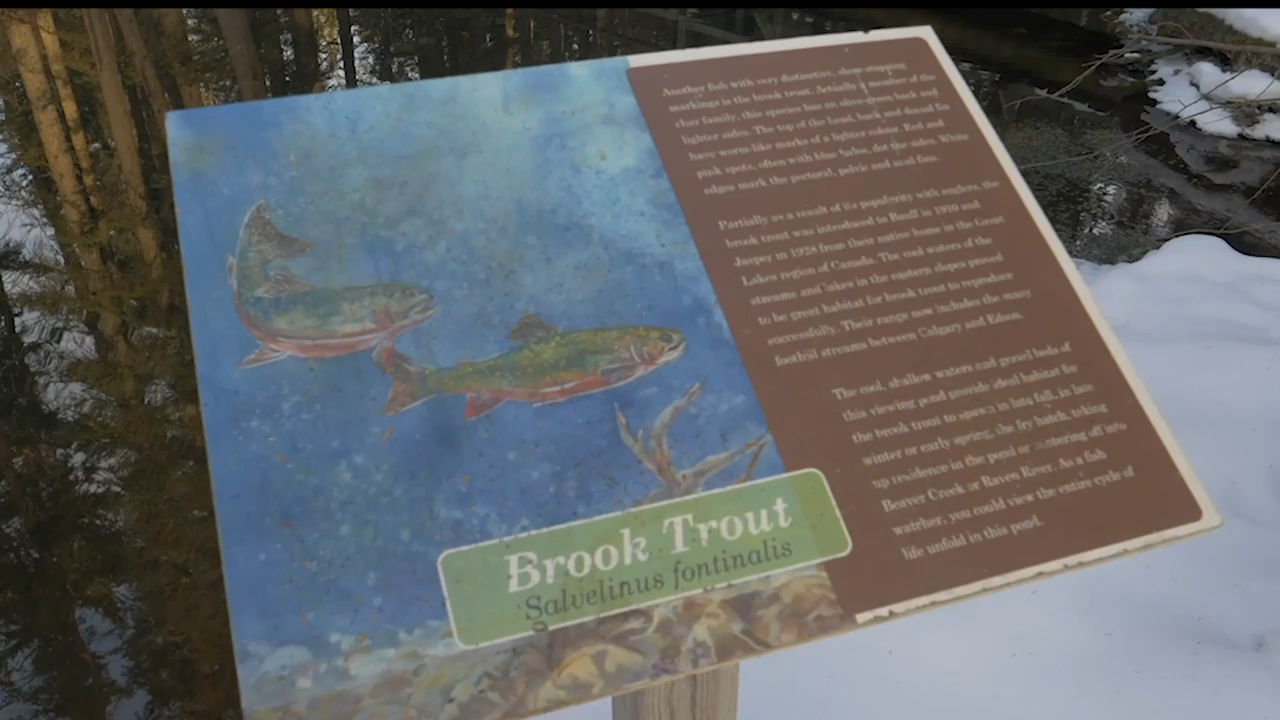 Another fish with very distinctive, show-stopping
markings is the brook trout. Actually a member of the
char family, this species has an olive-green back and
lighter sides. The top of the head, back and dorsal fin
have worm-like marks of a lighter colour. Red and
pink spots, often with blue halos, dot the sides. White
edges mark the pectoral, pelvic and anal fins.
Partially as a result of its popularity with anglers, the
brook trout was introduced to Banff in 1910 and
Jasper in 1928 from their native home in the Great
Lakes region of Canada. The cool waters of the
streams and lakes in the eastern slopes proved
to be great habitat for brook trout to reproduce
successfully. Their range now includes the many
foothill streams between Calgary and Edson.
The cool, shallow waters and gravel beds of
this viewing pond provide ideal habitat for
the brook trout to spawn in late fall, in late
winter or early spring, the fry hatch, taking
up residence in the pond or entering off into
Beaver Creek or Raven River. As a fish
watcher, you could view the entire cycle of
life unfold in this pond.
Brook Trout
Salvelinus fontinalis